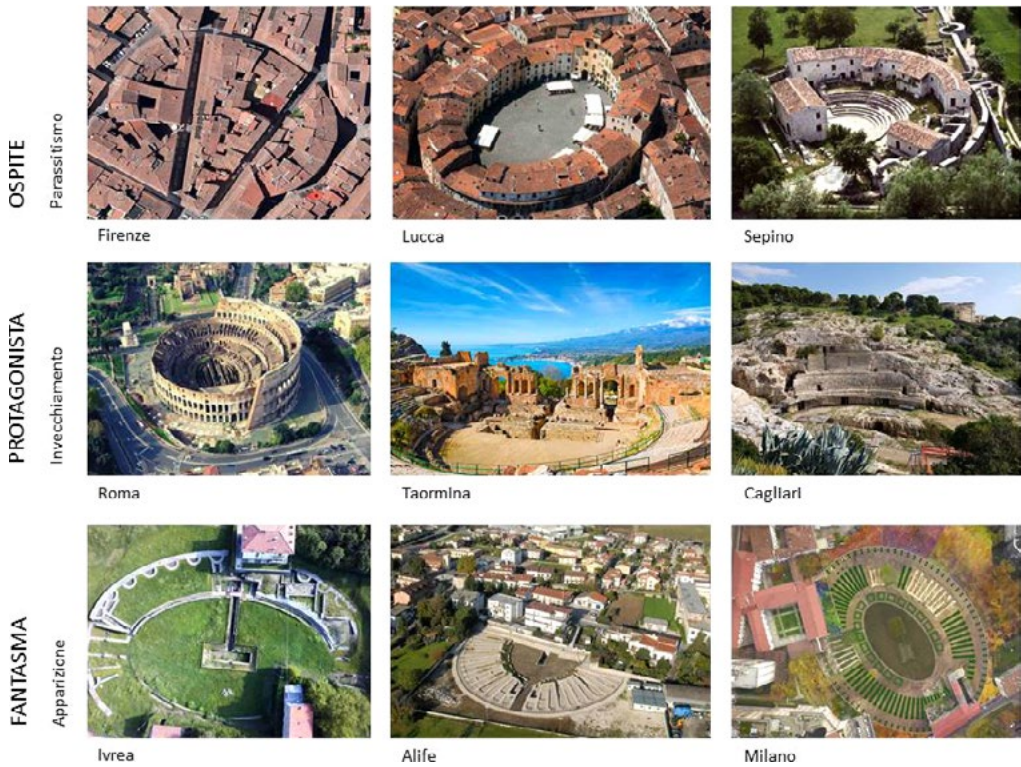 OSPITE
Parassitismo
Firenze
Lucca
Sepino
PROTAGONISTA
Invecchiamento
Roma
Taormina
Cagliari
FANTASMA
Apparizione
Ivrea
Alife
Milano